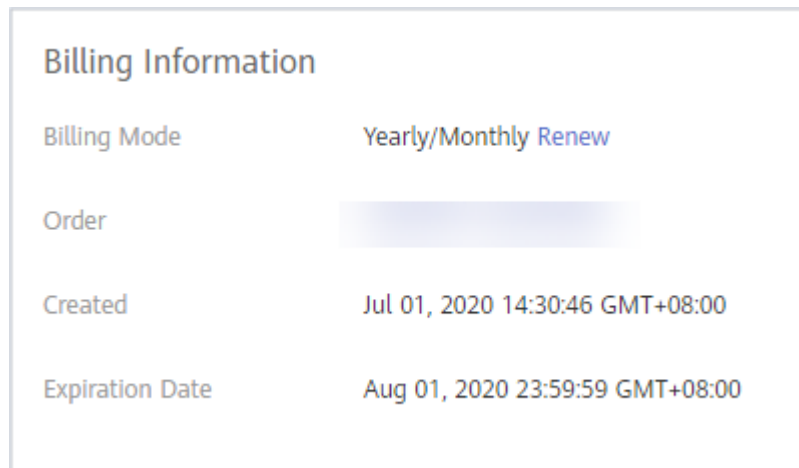 Billing Information
Billing Mode Yearly/Monthly Renew
Order
Created Jul 01, 2020 14:30:46 GMT+08:00
Expiration Date Aug 01, 2020 23:59:59 GMT+08:00